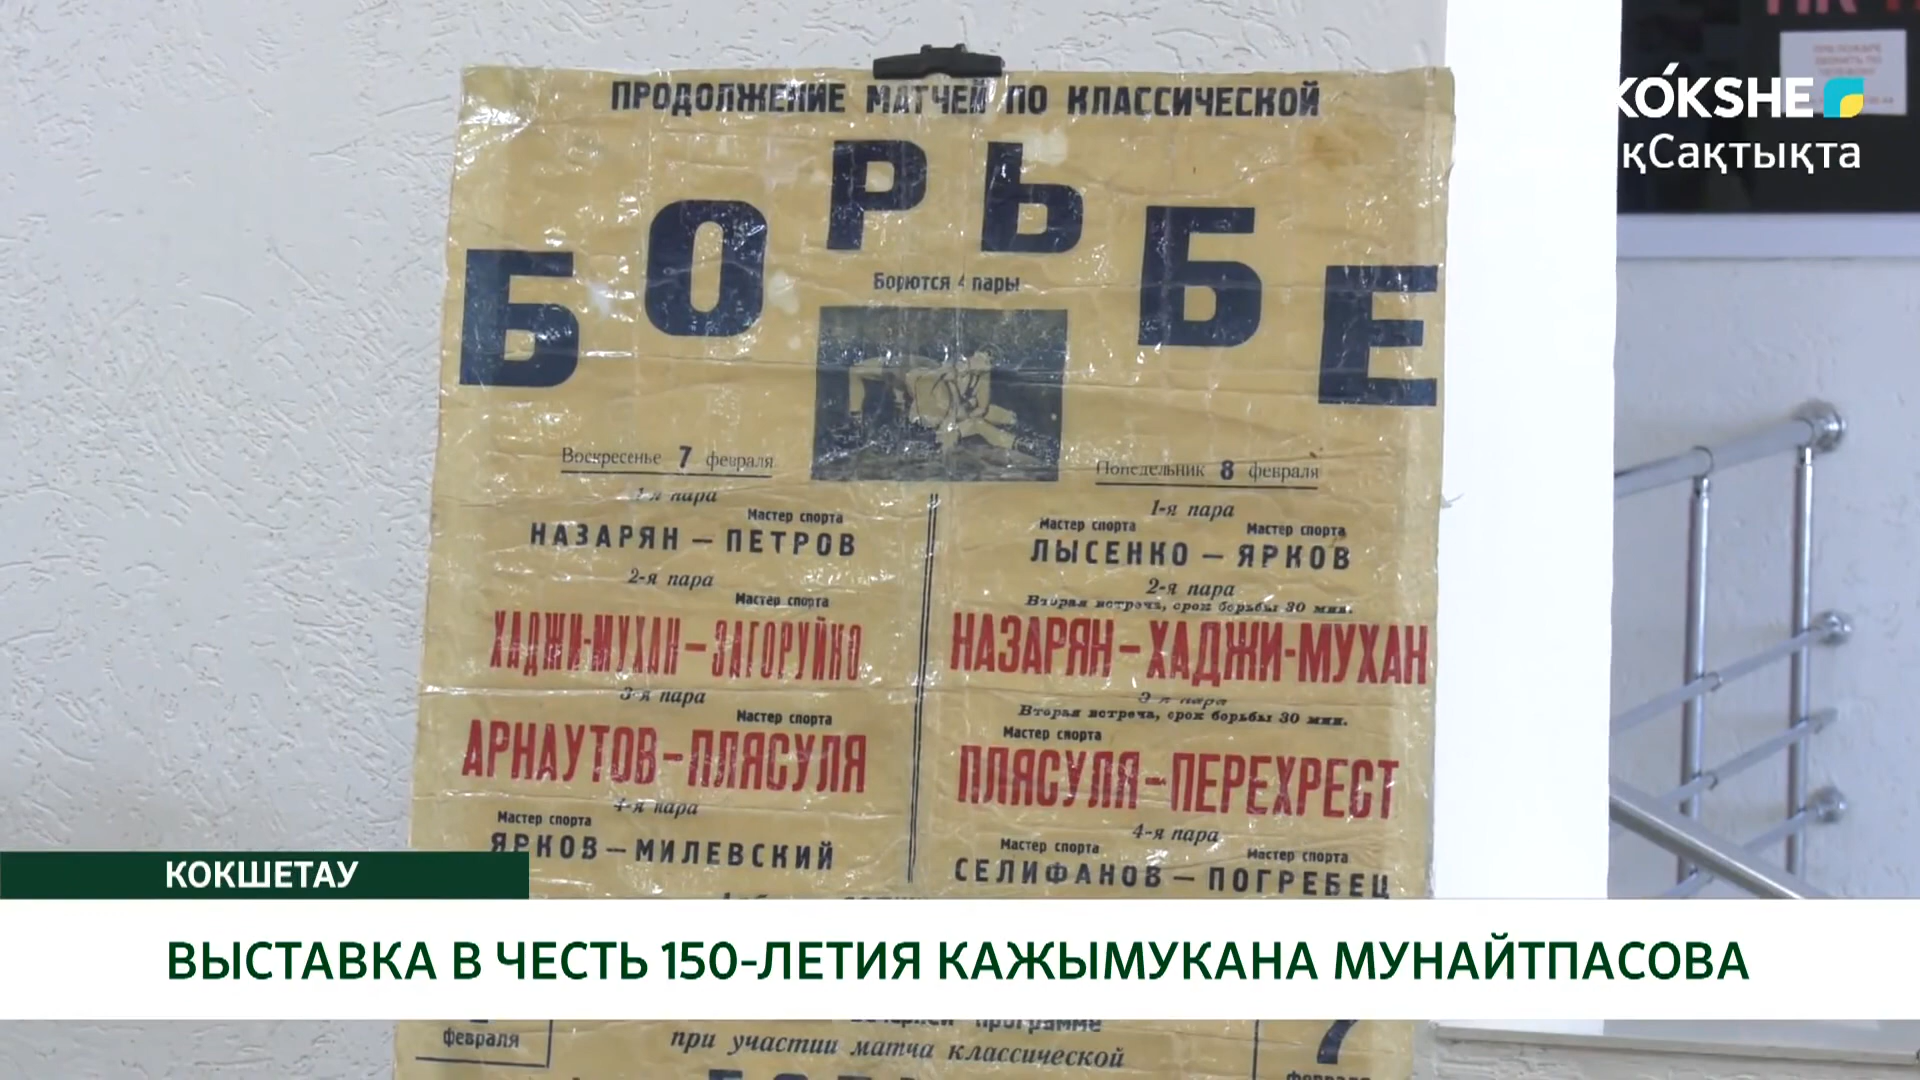 ПРОДОЛЖЕНИЕ МАТЧЕЙ ПО КЛАССИЧЕСКОЙ
БОРЬБЕ
Борются 4 пары
Воскресенье 7 февраля
1-я пара
Мастер спорта
НАЗАРЯН – ПЕТРОВ
2-я пара
Мастер спорта
ХАДЖИ-МУХАН – ЗАГОРУЙКО
3-я пара
Мастер спорта
АРНАУТОВ – ПЛЯСУЛЯ
4-я пара
Мастер спорта
ЯРКОВ – МИЛЕВСКИЙ
Понедельник 8 февраля
1-я пара
Мастер спорта Мастер спорта
ЛЫСЕНКО – ЯРКОВ
2-я пара
Вторая встреча, срок борьбы 30 мин.
НАЗАРЯН – ХАДЖИ-МУХАН
3-я пара
Вторая встреча, срок борьбы 30 мин.
Мастер спорта
ПЛЯСУЛЯ – ПЕРЕХРЕСТ
4-я пара
Мастер спорта Мастер спорта
СЕЛИФАНОВ – ПОГРЕБЕЦ
KÓKSHE
қСақтықта
КОКШЕТАУ
ВЫСТАВКА В ЧЕСТЬ 150-ЛЕТИЯ КАЖЫМУКАНА МУНАЙТПАСОВА
февраля
программе
при участии матча классической
7
февраля